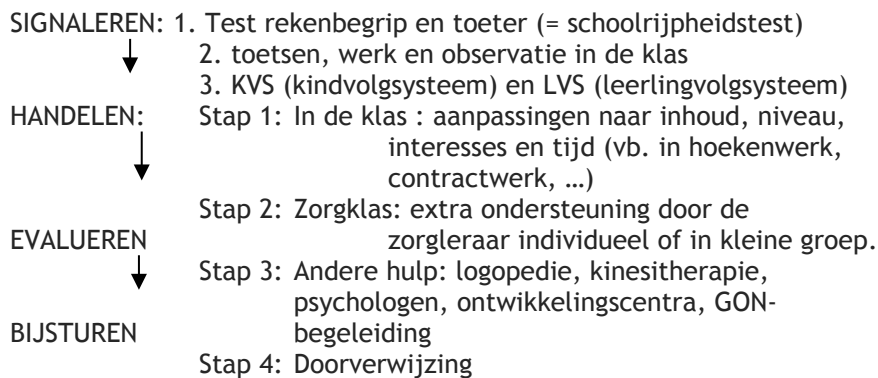 SIGNALEREN: 1. Test rekenbegrip en toeter (= schoolrijpheidstest)
2. toetsen, werk en observatie in de klas
3. KVS (kindvolgsysteem) en LVS (leerlingvolgsysteem)
HANDELEN: Stap 1: In de klas : aanpassingen naar inhoud, niveau,
interesses en tijd (vb. in hoekenwerk,
contractwerk, …)
Stap 2: Zorgklas: extra ondersteuning door de
EVALUEREN zorgleraar individueel of in kleine groep.
Stap 3: Andere hulp: logopedie, kinesitherapie,
psychologen, ontwikkelingscentra, GON-
BIJSTUREN begeleiding
Stap 4: Doorverwijzing